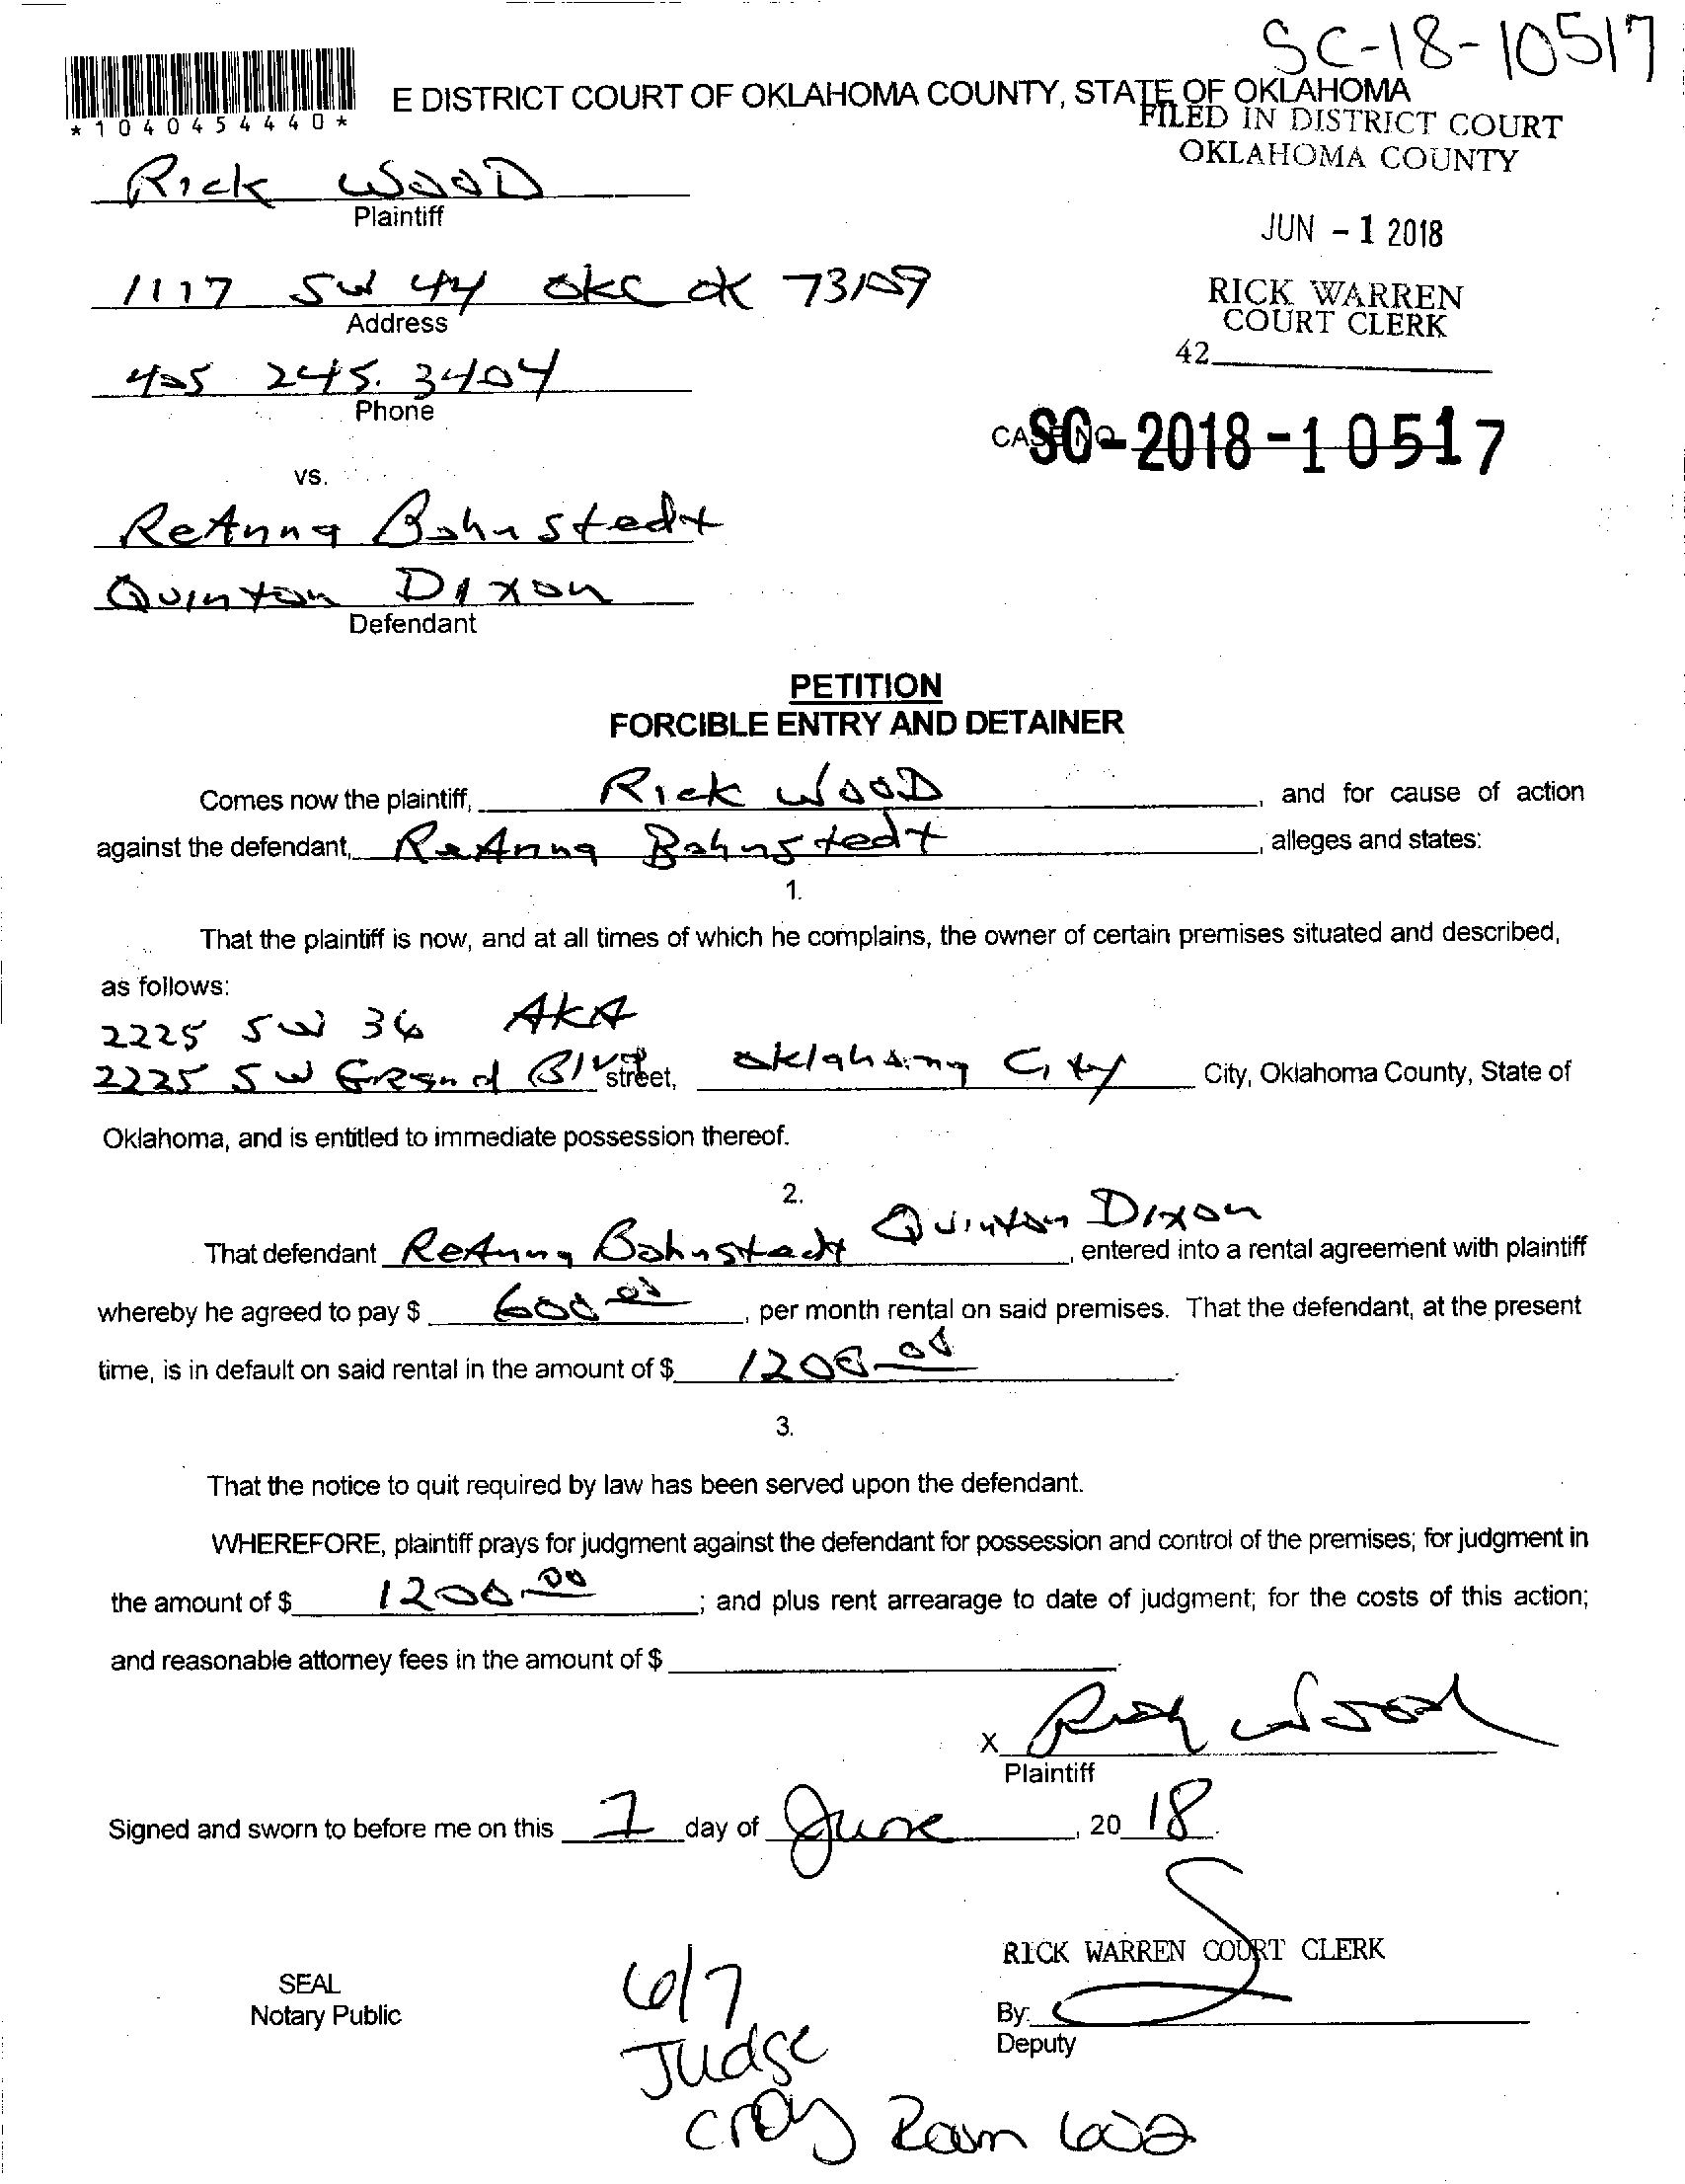 SC-18-10517
E DISTRICT COURT OF OKLAHOMA COUNTY, STATE OF OKLAHOMA
*1040454440*
FILED IN DISTRICT COURT
OKLAHOMA COUNTY
Rick WOOD
Plaintiff
JUN - 1 2018
1117 SW 44 OKC OK 73109
Address
RICK WARREN
COURT CLERK
42
405 245. 3404
Phone
CASE NO. SC-2018-10517
vs.
ReAnna Bohnstedt
Quinton Dixon
Defendant
PETITION
FORCIBLE ENTRY AND DETAINER
Comes now the plaintiff, Rick WOOD, and for cause of action
against the defendant, ReAnna Bohnstedt, alleges and states:
1.
That the plaintiff is now, and at all times of which he complains, the owner of certain premises situated and described,
as follows:
2225 SW 36 AKA
2225 SW Grand Blvd street, Oklahoma City City, Oklahoma County, State of
Oklahoma, and is entitled to immediate possession thereof.
2.
That defendant ReAnna Bohnstedt Quinton Dixon, entered into a rental agreement with plaintiff
whereby he agreed to pay $ 600.00, per month rental on said premises. That the defendant, at the present
time, is in default on said rental in the amount of $ 1200.00.
3.
That the notice to quit required by law has been served upon the defendant.
WHEREFORE, plaintiff prays for judgment against the defendant for possession and control of the premises; for judgment in
the amount of $ 1200.00; and plus rent arrearage to date of judgment; for the costs of this action;
and reasonable attorney fees in the amount of $.
X Rick Wood
Plaintiff
Signed and sworn to before me on this 1 day of June, 20 18.
RICK WARREN COURT CLERK
SEAL
Notary Public
By:
Deputy
6/7
Judge
Croy Room 602